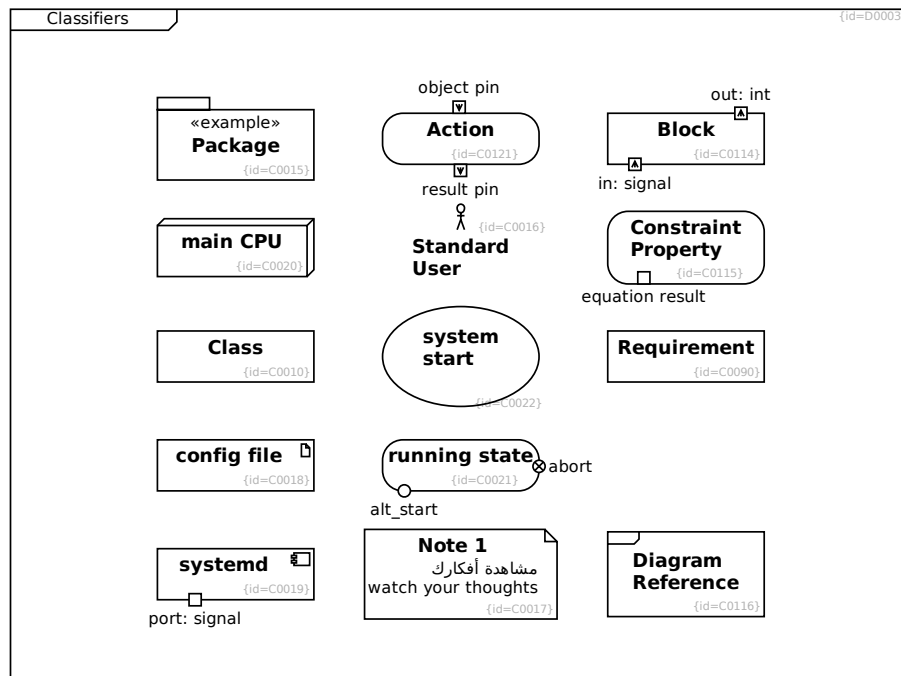 Classifiers
{id=D0003
«example»
Package
{id=C0015}
object pin
Action
{id=C0121}
result pin
out: int
Block
{id=C0114}
in: signal
main CPU
{id=C0020}
{id=C0016}
Standard
User
Constraint
Property
{id=C0115}
equation result
Class
{id=C0010}
system
start
{id=C0022}
Requirement
{id=C0090}
config file
{id=C0018}
running state
{id=C0021}
abort
alt_start
systemd
{id=C0019}
port: signal
Note 1
مشاهدة أفكارك
watch your thoughts
{id=C0017}
Diagram
Reference
{id=C0116}